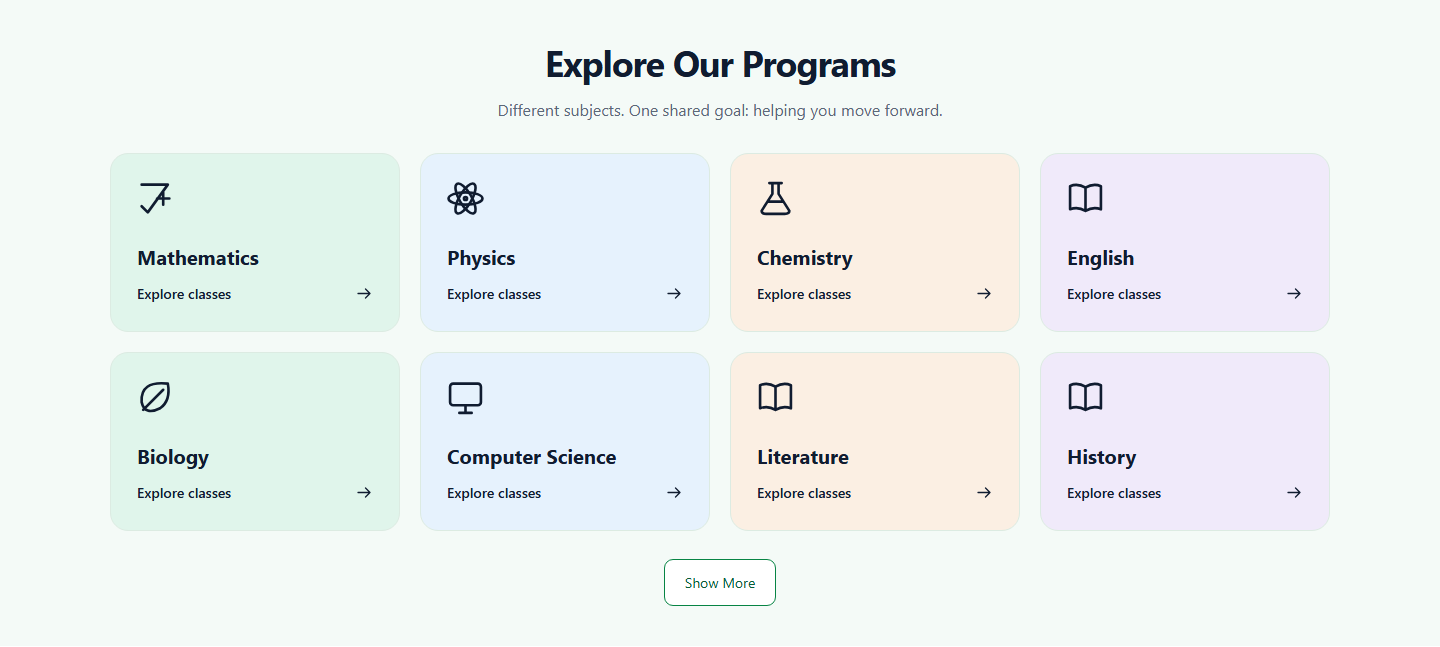 Explore Our Programs
Different subjects. One shared goal: helping you move forward.
Mathematics
Explore classes
Physics
Explore classes
Chemistry
Explore classes
English
Explore classes
Biology
Explore classes
Computer Science
Explore classes
Literature
Explore classes
History
Explore classes
Show More